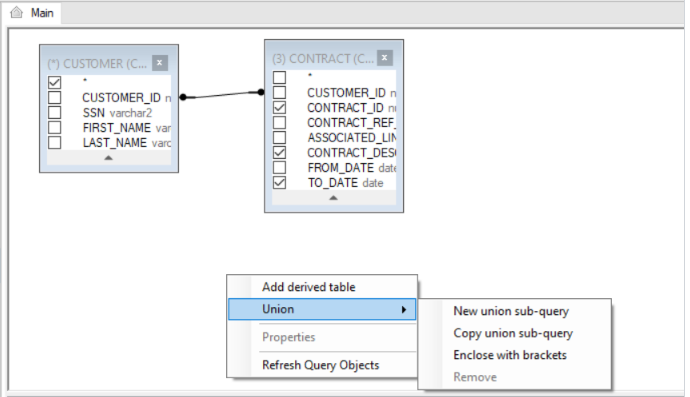 Main
(*) CUSTOMER (C... x
*
CUSTOMER_ID n
SSN varchar2
FIRST_NAME var
LAST_NAME varc
(3) CONTRACT (C... x
*
CUSTOMER_ID n
CONTRACT_ID nu
CONTRACT_REF_
ASSOCIATED_LIN
CONTRACT_DESC
FROM_DATE date
TO_DATE date
Add derived table
Union
Properties
Refresh Query Objects
New union sub-query
Copy union sub-query
Enclose with brackets
Remove